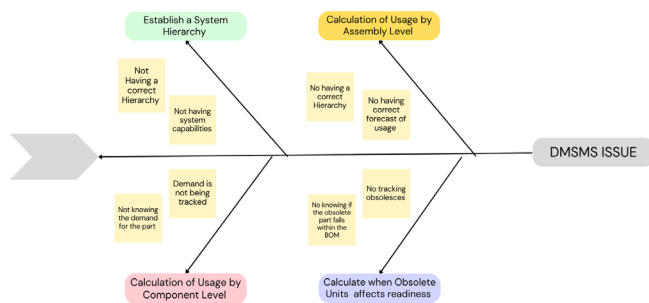 Establish a System
Hierarchy
Calculation of Usage by
Assembly Level
Not
Having a
correct
Hierarchy
Not having
system
capabilities
No having a
correct
Hierarchy
No having
correct
forecast of
usage
DMSMS ISSUE
Not knowing
the demand
for the part
Demand is
not being
tracked
No knowing if
the obsolete
part falls
within the
BOM
No tracking
obsolesces
Calculation of Usage by
Component Level
Calculate when Obsolete
Units affects readiness